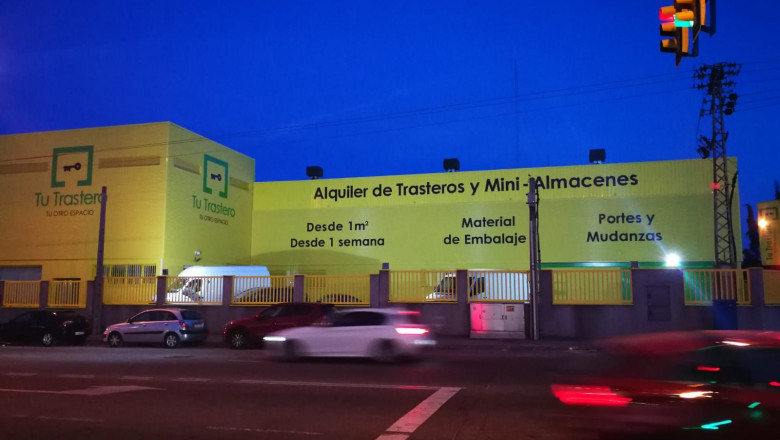 Tu Trastero
TU OTRO ESPACIO
Tu Trastero
TU OTRO ESPACIO
Alquiler de Trasteros y Mini-Almacenes
Desde 1m²
Desde 1 semana
Material
de Embalaje
Portes y
Mudanzas